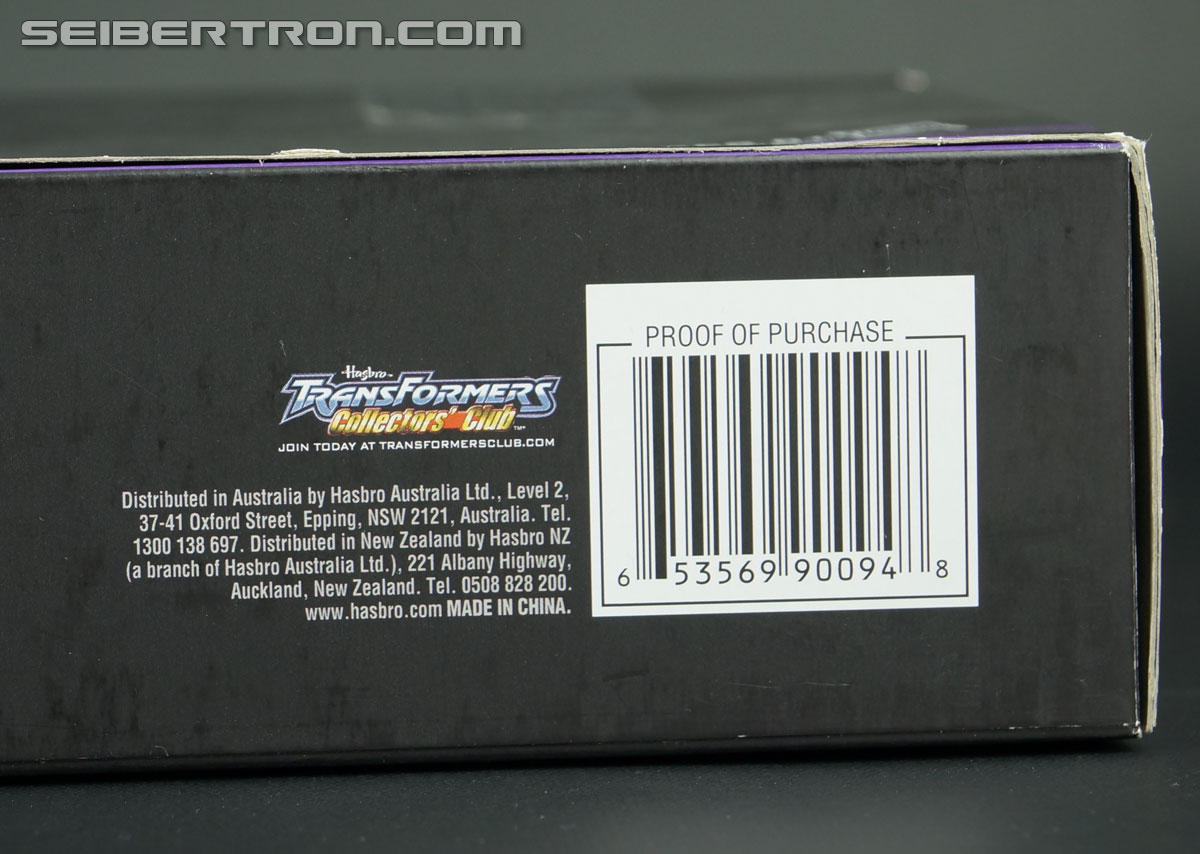 SEIBERTRON.com
PROOF OF PURCHASE
Hasbro
TRANSFORMERS
Collectors' Club™
JOIN TODAY AT TRANSFORMERSCLUB.COM
Distributed in Australia by Hasbro Australia Ltd., Level 2,
37-41 Oxford Street, Epping, NSW 2121, Australia. Tel.
1300 138 697. Distributed in New Zealand by Hasbro NZ
(a branch of Hasbro Australia Ltd.), 221 Albany Highway,
Auckland, New Zealand. Tel. 0508 828 200.
www.hasbro.com MADE IN CHINA.
6 53569 90094 8